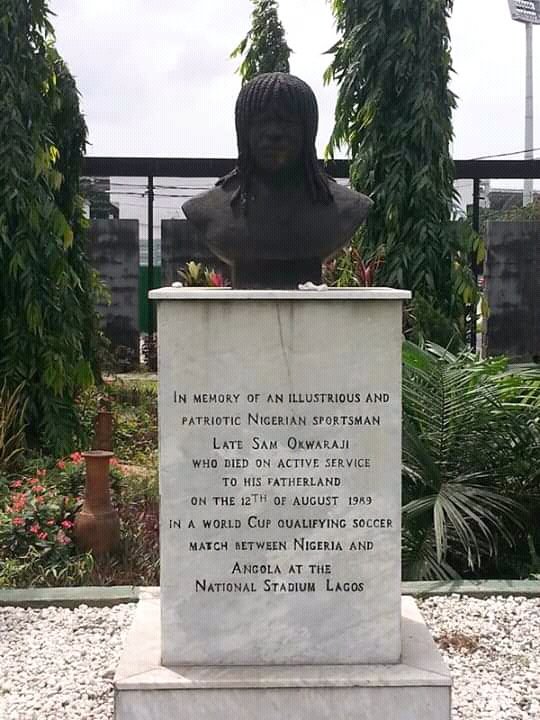 In memory of an illustrious and
patriotic Nigerian sportsman
Late Sam Okwaraji
who died on active service
to his fatherland
on the 12th of August 1989
in a world Cup qualifying soccer
match between Nigeria and
Angola at the
National Stadium Lagos